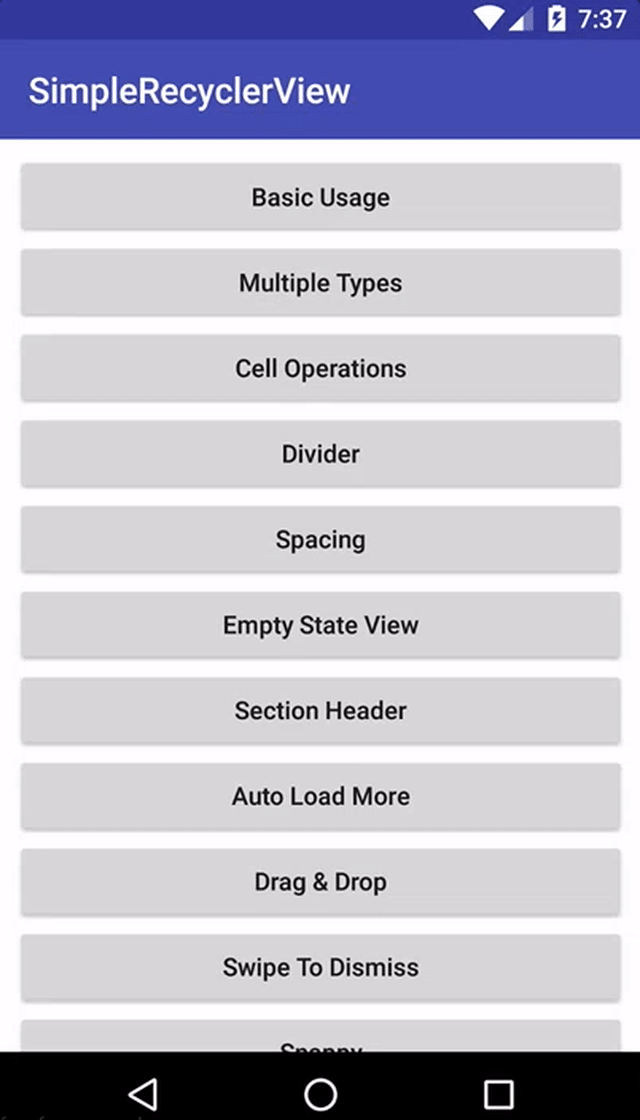 7:37
SimpleRecyclerView
Basic Usage
Multiple Types
Cell Operations
Divider
Spacing
Empty State View
Section Header
Auto Load More
Drag & Drop
Swipe To Dismiss
Snappy